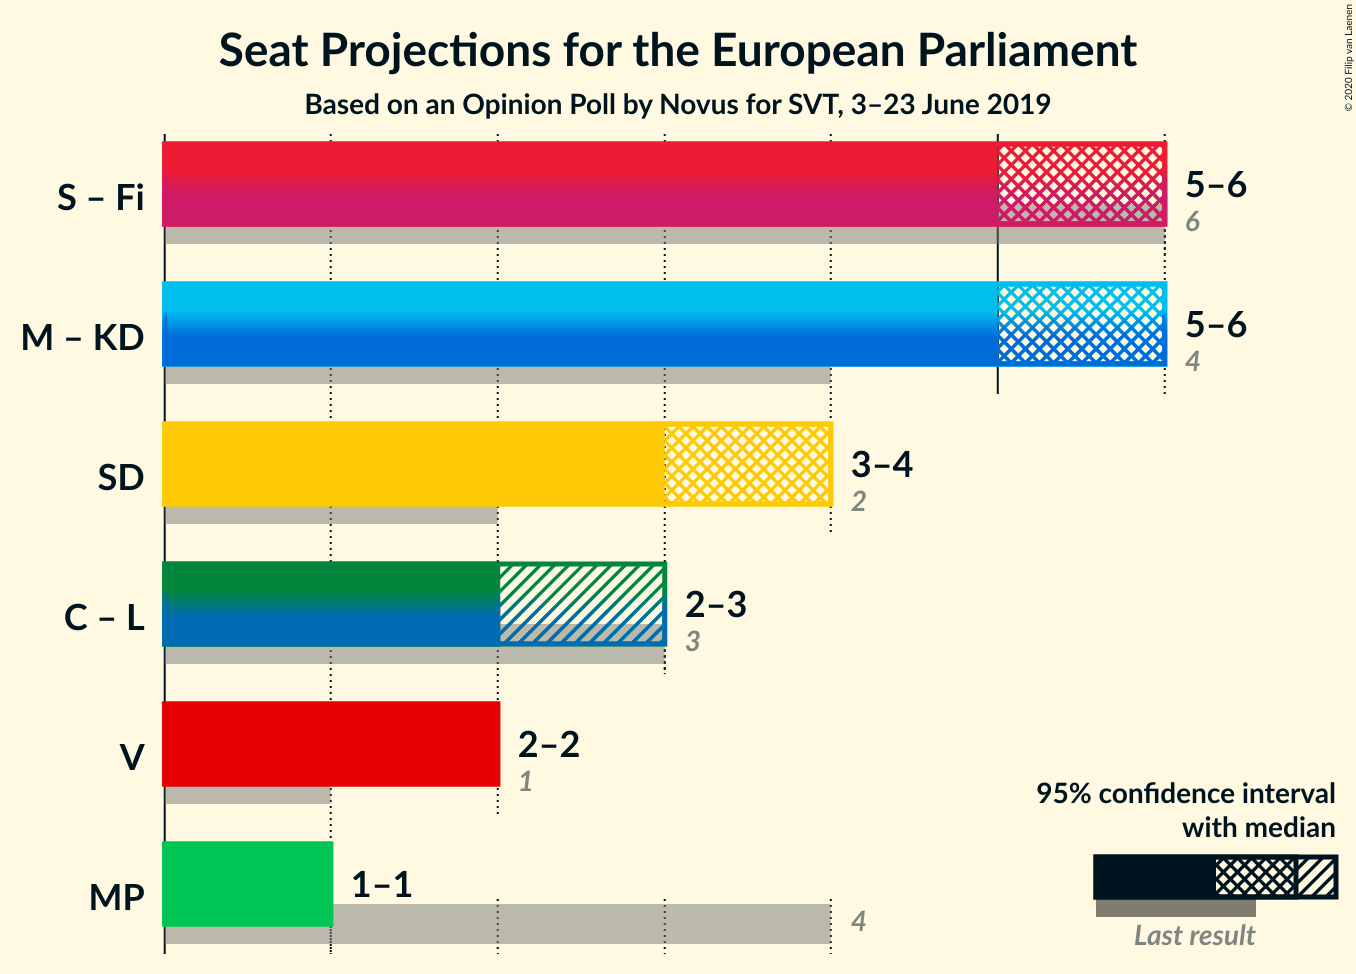 Seat Projections for the European Parliament
Based on an Opinion Poll by Novus for SVT, 3–23 June 2019
© 2020 Filip van Laenen
S – Fi
5–6
6
M – KD
5–6
4
SD
3–4
2
C – L
2–3
3
V
2–2
1
MP
1–1
4
95% confidence interval
with median
Last result